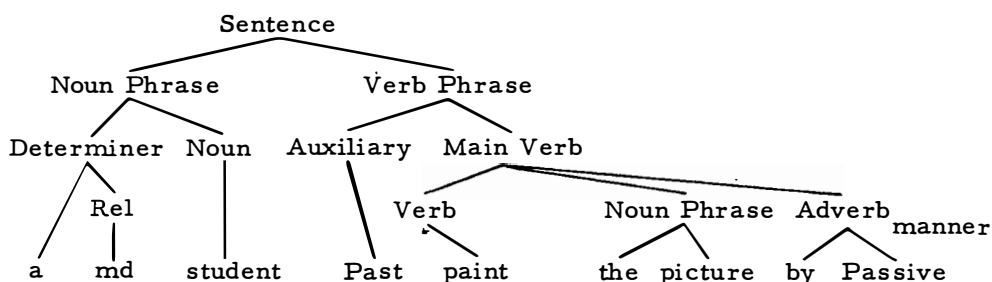 Sentence
Noun Phrase Verb Phrase
Determiner Noun Auxiliary Main Verb
Rel Verb Noun Phrase Adverb manner
a md student Past paint the picture by Passive